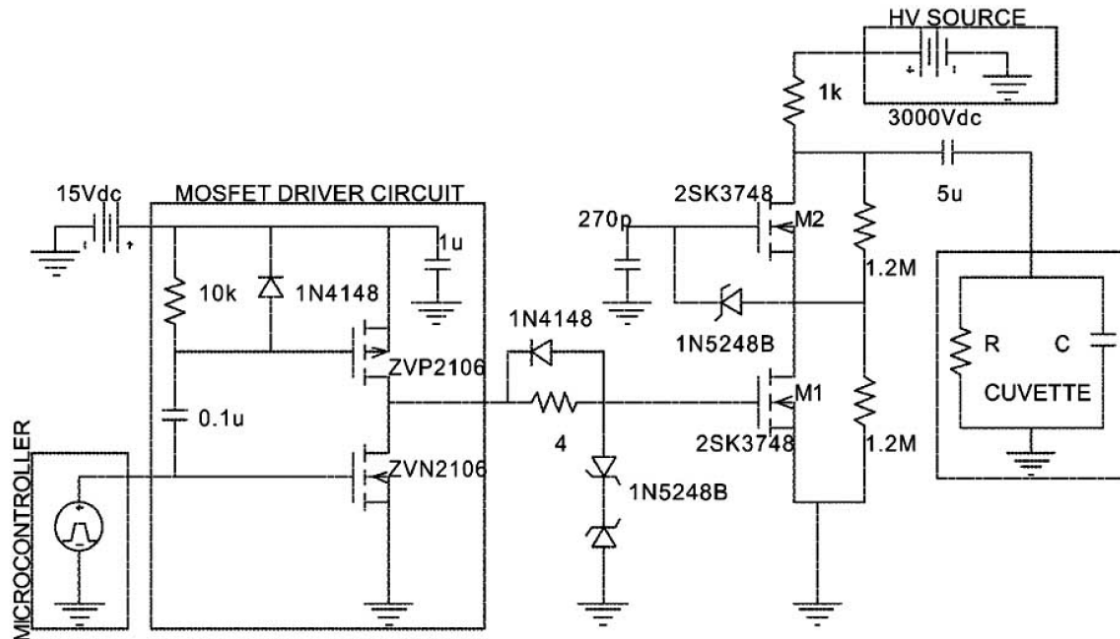 HV SOURCE
1k
3000Vdc
15Vdc
MOSFET DRIVER CIRCUIT
2SK3748
5u
270p
M2
1u
1.2M
10k
1N4148
1N4148
1N5248B
R
C
ZVP2106
M1
CUVETTE
0.1u
4
2SK3748
1.2M
ZVN2106
1N5248B
MICROCONTROLLER